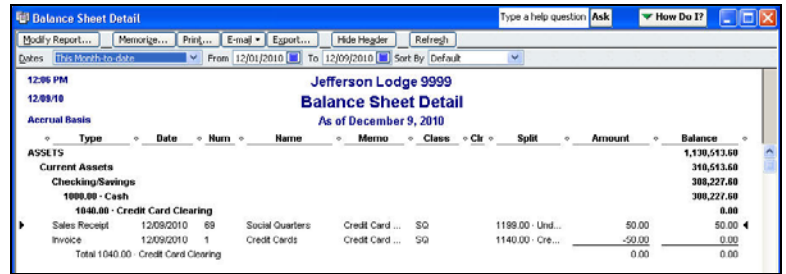 Balance Sheet Detail Type a help question Ask How Do I?
Modify Report... Memorize... Print... E-mail Export... Hide Header Refresh
Dates This Month-to-date From 12/01/2010 To 12/09/2010 Sort By Default
12:06 PM Jefferson Lodge 9999
12/09/10 Balance Sheet Detail
Accrual Basis As of December 9, 2010
Type Date Num Name Memo Class Clr Split Amount Balance
ASSETS 1,130,513.60
Current Assets 310,513.60
Checking/Savings 308,227.60
1000.00 · Cash 308,227.60
1040.00 · Credit Card Clearing 0.00
Sales Receipt 12/09/2010 69 Social Quarters Credit Card ... SQ 1199.00 · Und... 50.00 50.00
Invoice 12/09/2010 1 Credit Cards Credit Card ... SQ 1140.00 · Cre... -50.00 0.00
Total 1040.00 · Credit Card Clearing 0.00 0.00